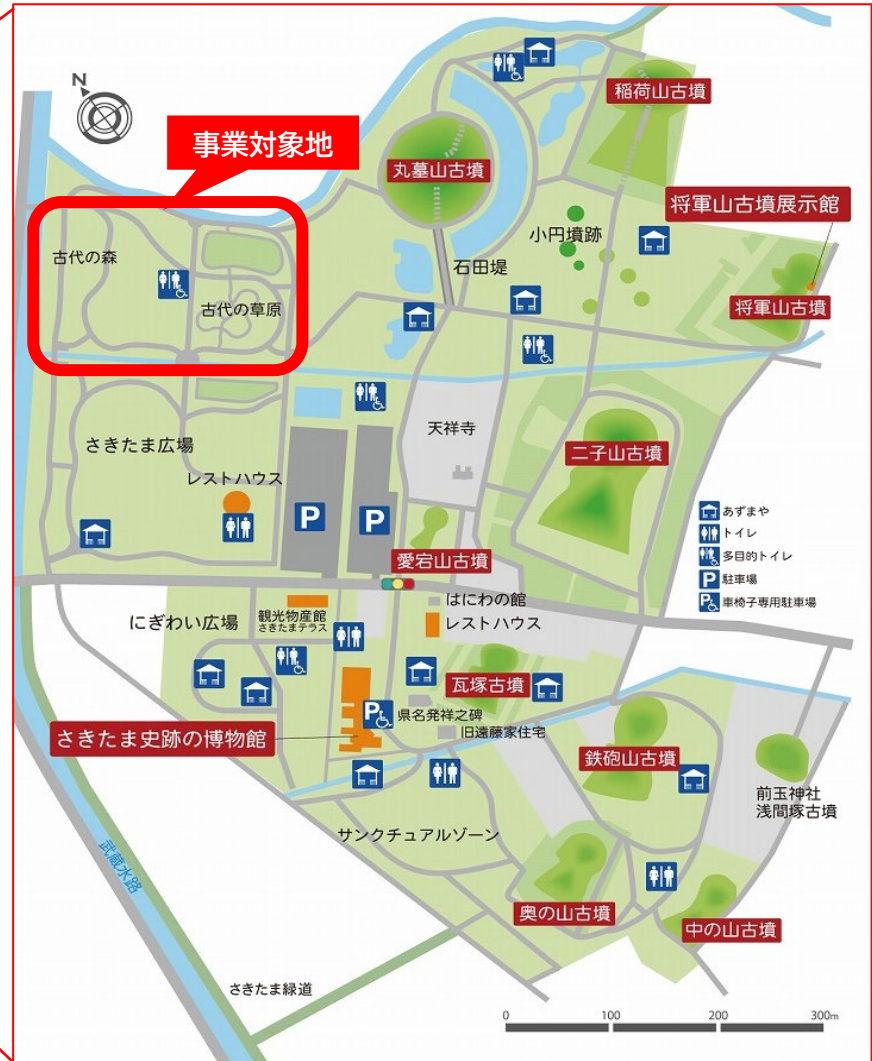 N
事業対象地
稲荷山古墳
丸墓山古墳
将軍山古墳展示館
小円墳跡
古代の森
石田堤
古代の草原
将軍山古墳
天祥寺
さきたま広場
二子山古墳
レストハウス
P
P
あずまや
トイレ
多目的トイレ
P 駐車場
P 車椅子専用駐車場
愛宕山古墳
はにわの館
レストハウス
にぎわい広場
観光物産館
さきたまテラス
瓦塚古墳
P
県名発祥之碑
旧遠藤家住宅
さきたま史跡の博物館
鉄砲山古墳
前玉神社
浅間塚古墳
サンクチュアルゾーン
武蔵水路
奥の山古墳
中の山古墳
さきたま緑道
0 100 200 300m